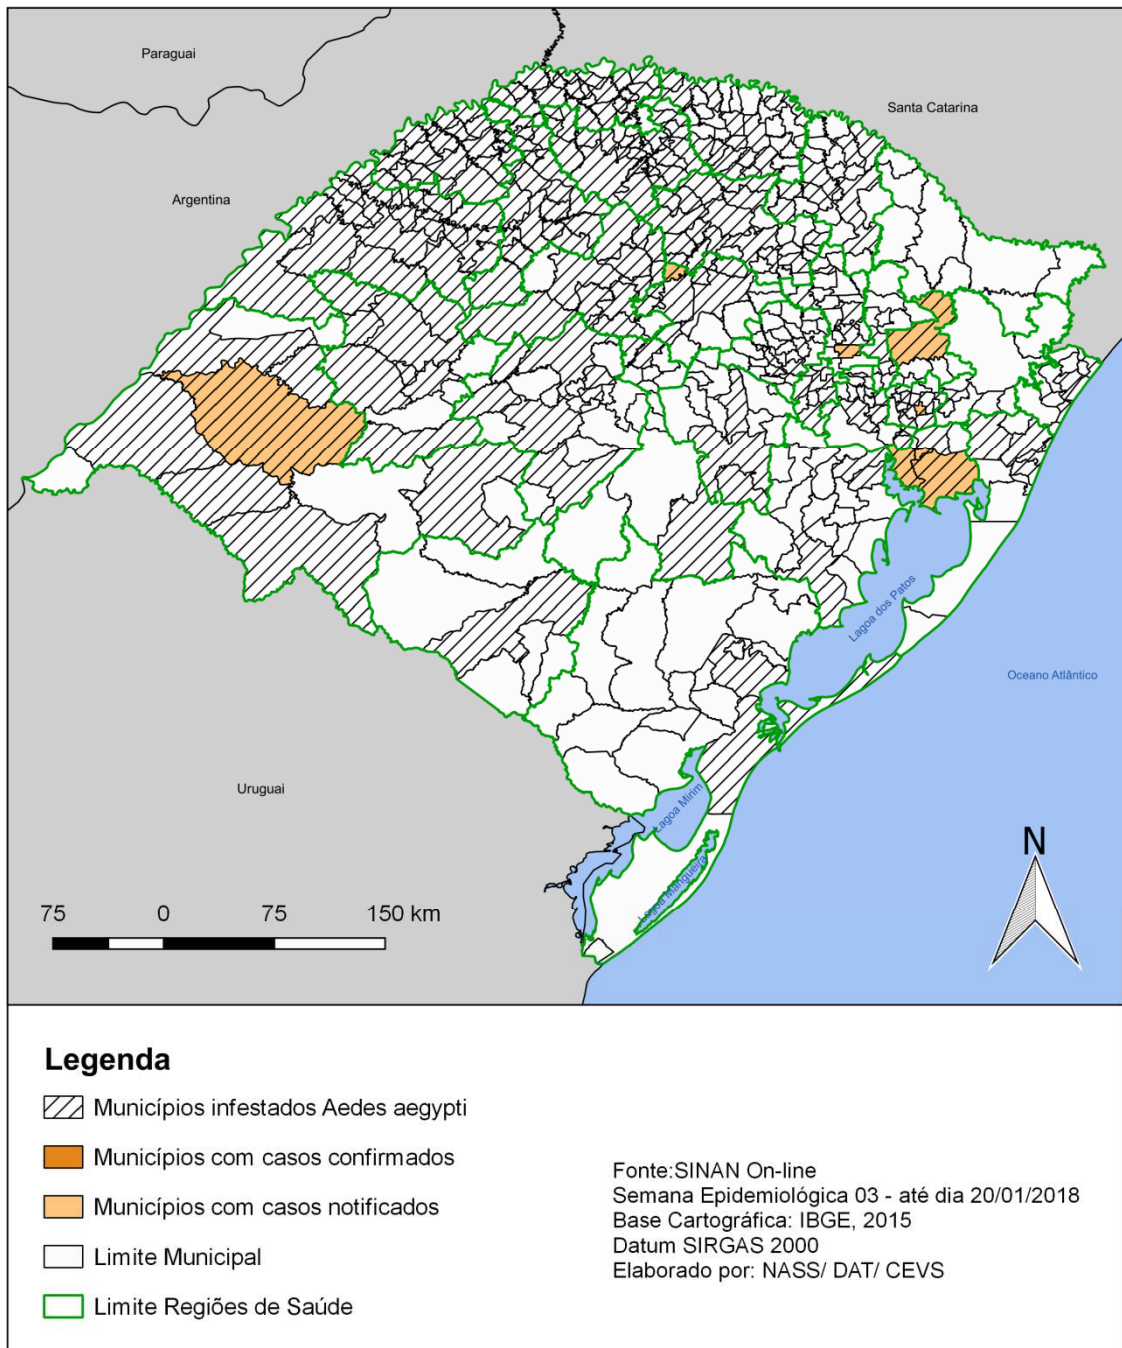 Paraguai
Santa Catarina
Argentina
Lagoa dos Patos
Oceano Atlântico
Uruguai
Lagoa Mirim
Lagoa Mangueira
N
75 0 75 150 km
Legenda
Municípios infestados Aedes aegypti
Municípios com casos confirmados
Municípios com casos notificados
Limite Municipal
Limite Regiões de Saúde
Fonte:SINAN On-line
Semana Epidemiológica 03 - até dia 20/01/2018
Base Cartográfica: IBGE, 2015
Datum SIRGAS 2000
Elaborado por: NASS/ DAT/ CEVS